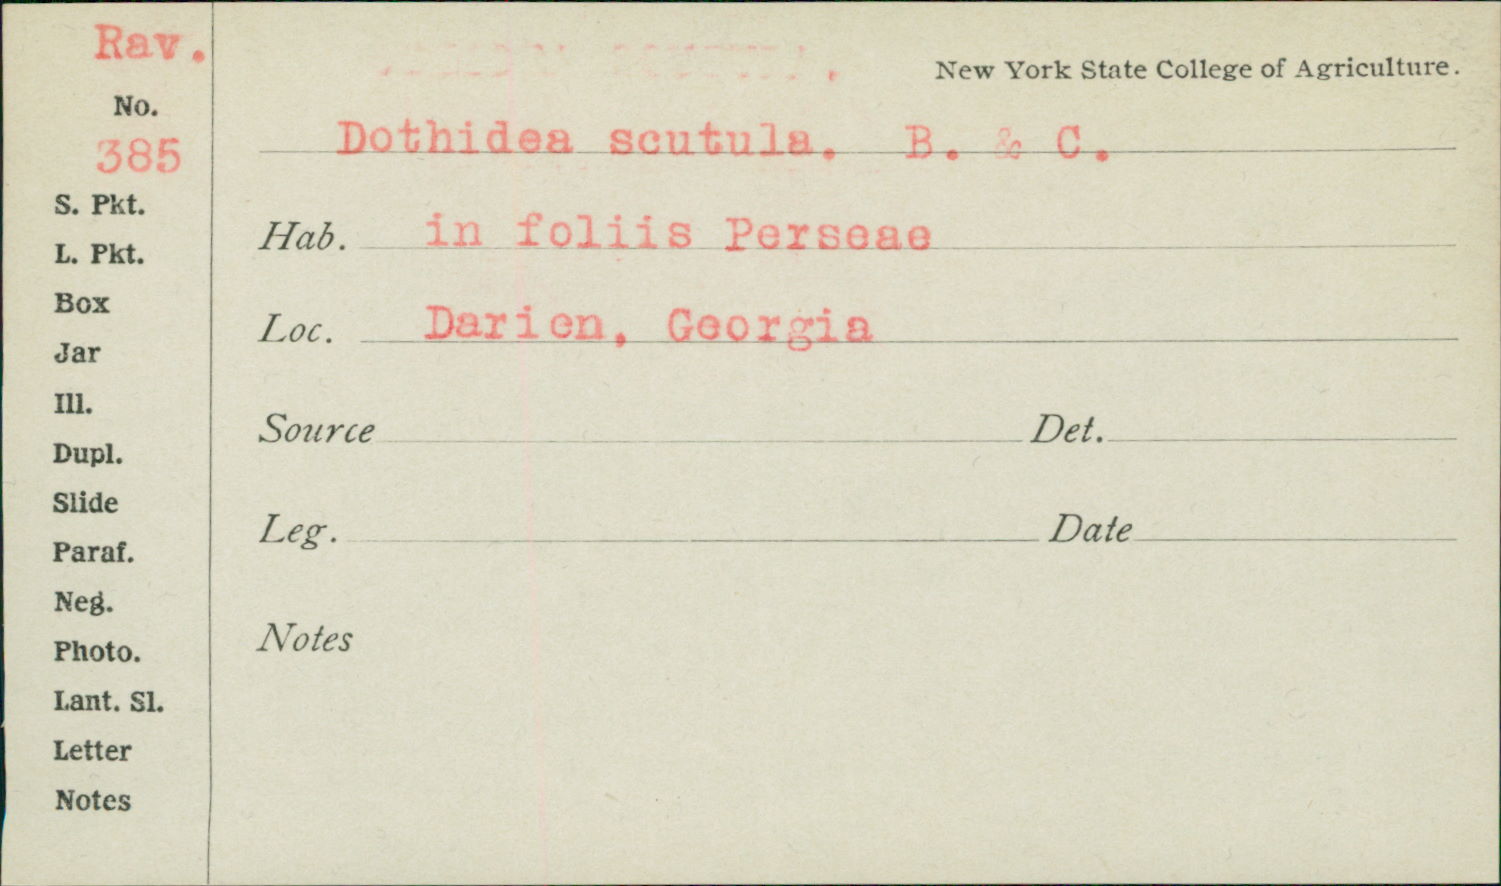 Rav.
No.
385
S. Pkt.
L. Pkt.
Box
Jar
Ill.
Dupl.
Slide
Paraf.
Neg.
Photo.
Lant. Sl.
Letter
Notes
New York State College of Agriculture.
Dothidea scutula. B. & C.
Hab. in foliis Perseae
Loc. Darien, Georgia
Source Det.
Leg. Date
Notes